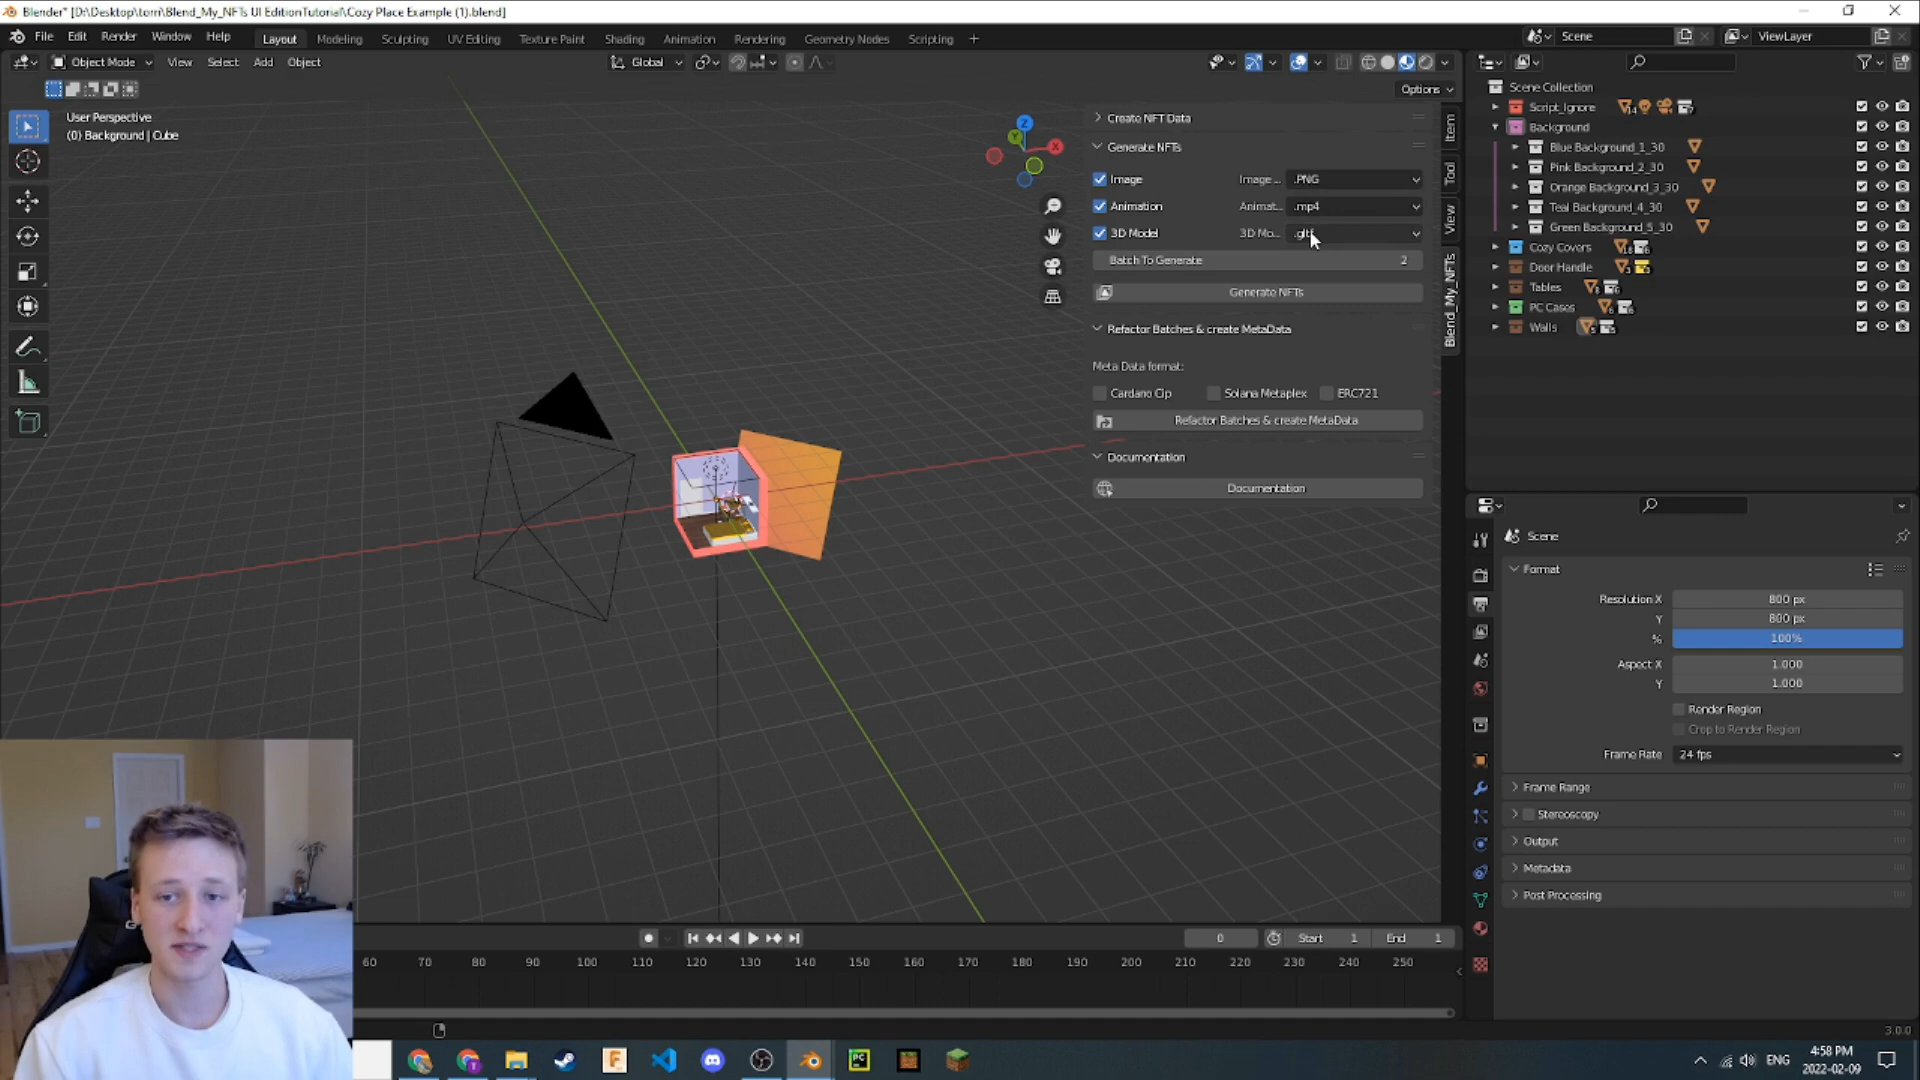 Blender* [D:\Desktop\torri\Blend_My_NFTs UI EditionTutorial\Cozy Place Example (1).blend]
File Edit Render Window Help Layout Modeling Sculpting UV Editing Texture Paint Shading Animation Rendering Geometry Nodes Scripting +
Scene ViewLayer
Object Mode View Select Add Object Global
Options
User Perspective
(0) Background | Cube
Z
Y
X
Create NFT Data
Generate NFTs
Image Image ... .PNG
Animation Animat... .mp4
3D Model 3D Mo... .gltf
Batch To Generate 2
Generate NFTs
Refactor Batches & create MetaData
Meta Data format:
Cardano Cip Solana Metaplex ERC721
Refactor Batches & create MetaData
Documentation
Documentation
Item
Tool
View
Blend_My_NFTs
Scene Collection
Script_Ignore 14
Background
Blue Background_1_30
Pink Background_2_30
Orange Background_3_30
Teal Background_4_30
Green Background_5_30
Cozy Covers
Door Handle
Tables
PC Cases
Walls
Scene
Format
Resolution X 800 px
Y 800 px
% 100%
Aspect X 1.000
Y 1.000
Render Region
Crop to Render Region
Frame Rate 24 fps
Frame Range
Stereoscopy
Output
Metadata
Post Processing
0 Start 1 End 1
60 70 80 90 100 110 120 130 140 150 160 170 180 190 200 210 220 230 240 250
3.0.0
ENG
4:58 PM
2022-02-09